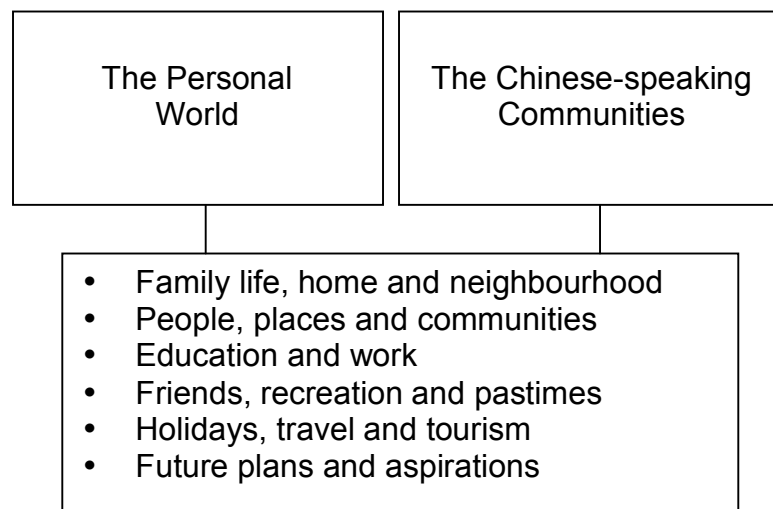 The Personal
World
The Chinese-speaking
Communities
• Family life, home and neighbourhood
• People, places and communities
• Education and work
• Friends, recreation and pastimes
• Holidays, travel and tourism
• Future plans and aspirations